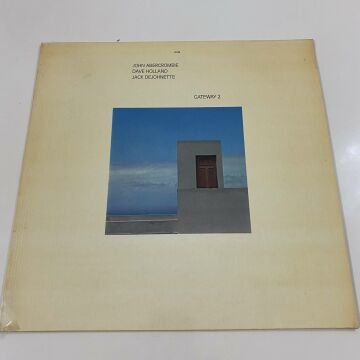 JOHN ABERCROMBIE
DAVE HOLLAND
JACK DEJOHNETTE
GATEWAY 2